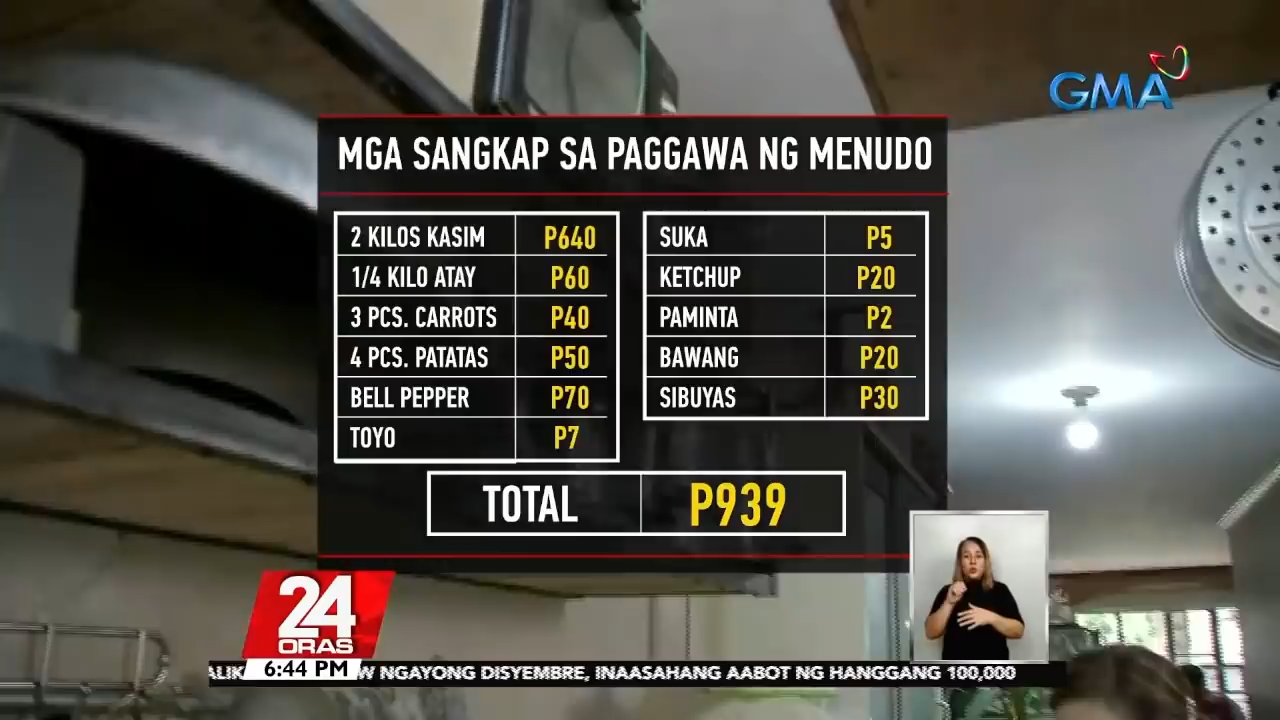 GMA
MGA SANGKAP SA PAGGAWA NG MENUDO
2 KILOS KASIM P640
1/4 KILO ATAY P60
3 PCS. CARROTS P40
4 PCS. PATATAS P50
BELL PEPPER P70
TOYO P7
SUKA P5
KETCHUP P20
PAMINTA P2
BAWANG P20
SIBUYAS P30
TOTAL P939
24
ORAS
6:44 PM
ALIK W NGAYONG DISYEMBRE, INAASAHANG AABOT NG HANGGANG 100,000